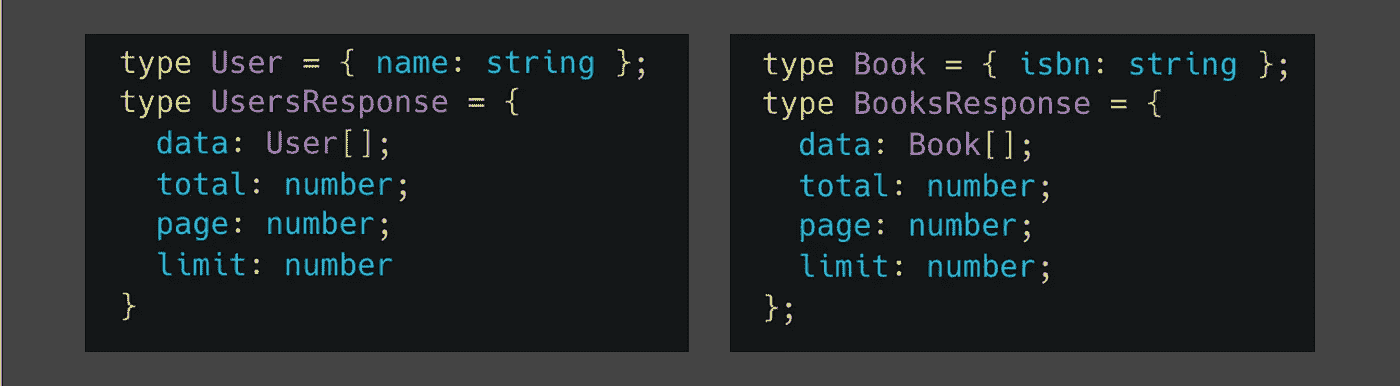 type User = { name: string };
type UsersResponse = {
  data: User[];
  total: number;
  page: number;
  limit: number
}
type Book = { isbn: string };
type BooksResponse = {
  data: Book[];
  total: number;
  page: number;
  limit: number;
};